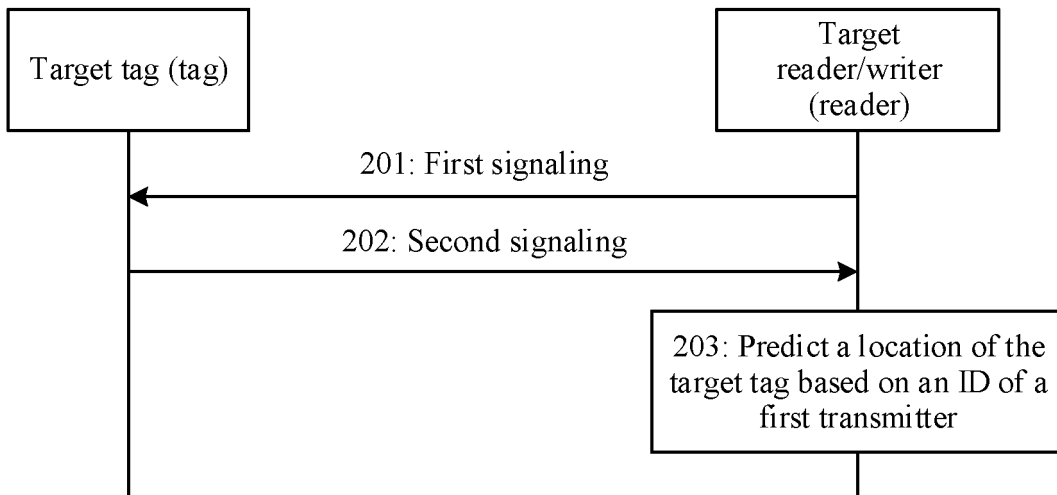 Target tag (tag)
Target
reader/writer
(reader)
201: First signaling
202: Second signaling
203: Predict a location of the
target tag based on an ID of a
first transmitter